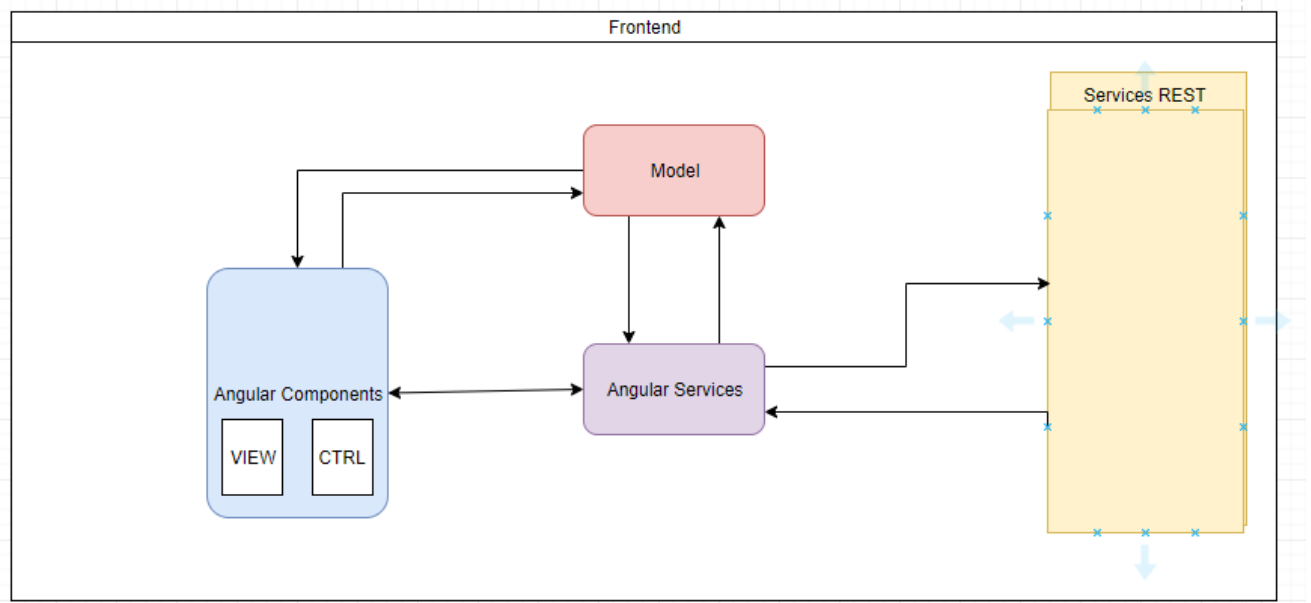 Frontend
Services REST
Model
Angular Components
Angular Services
VIEW
CTRL